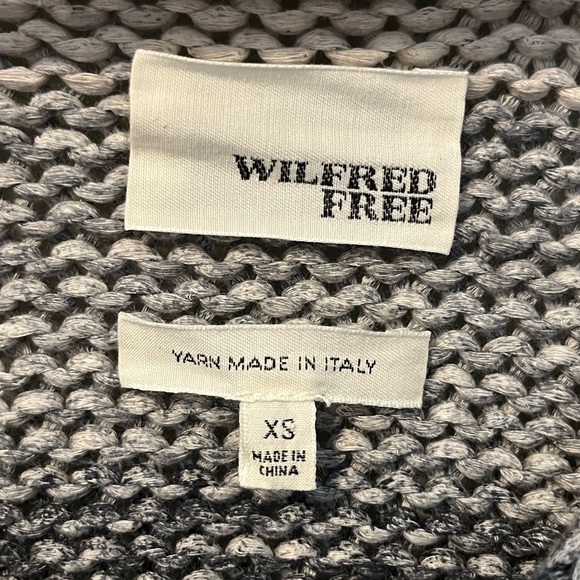 WILFRED
FREE
YARN MADE IN ITALY
XS
MADE IN
CHINA